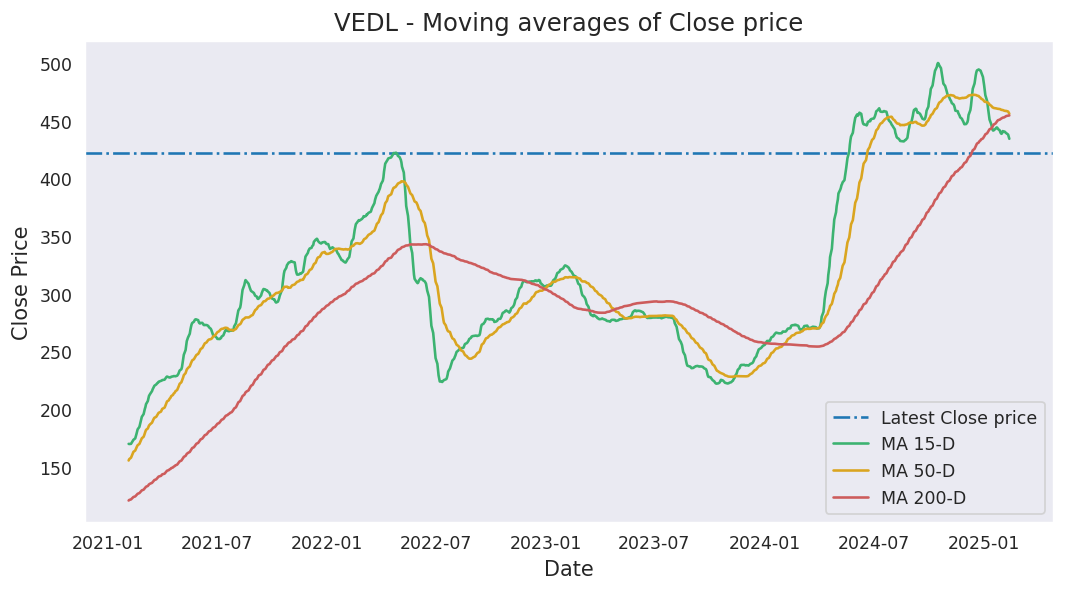 VEDL - Moving averages of Close price
500
450
400
350
300
250
200
150
Close Price
Latest Close price
MA 15-D
MA 50-D
MA 200-D
2021-01 2021-07 2022-01 2022-07 2023-01 2023-07 2024-01 2024-07 2025-01
Date